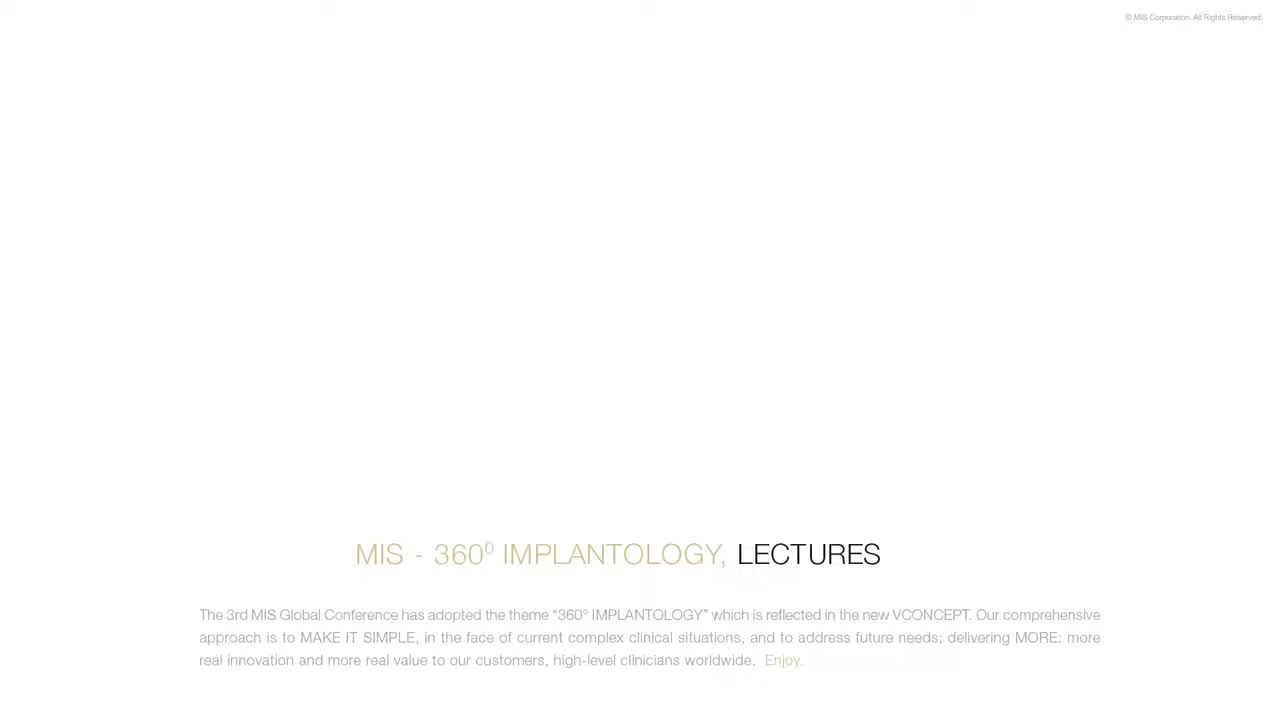 © MIS Corporation. All Rights Reserved.
MIS - 360⁰ IMPLANTOLOGY, LECTURES
The 3rd MIS Global Conference has adopted the theme “360° IMPLANTOLOGY” which is reflected in the new VCONCEPT. Our comprehensive
approach is to MAKE IT SIMPLE, in the face of current complex clinical situations, and to address future needs; delivering MORE: more
real innovation and more real value to our customers, high-level clinicians worldwide. Enjoy.